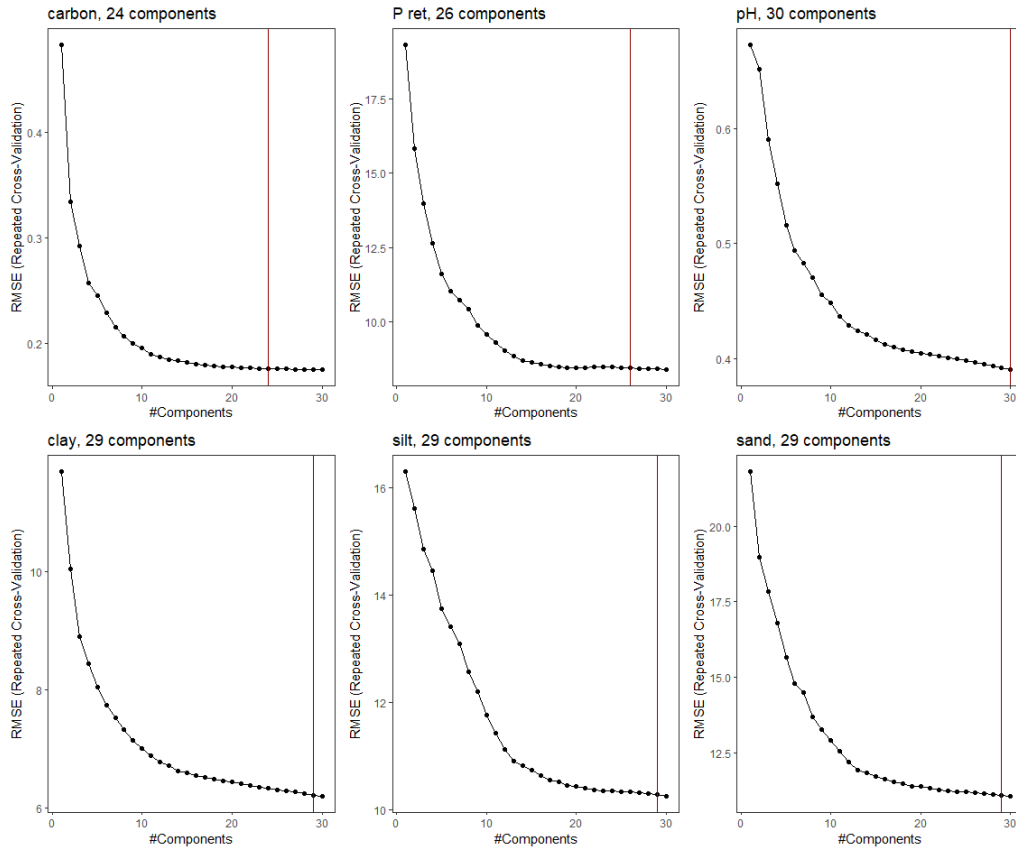 carbon, 24 components
RMSE (Repeated Cross-Validation)
0.4
0.3
0.2
0 10 20 30
#Components
P ret, 26 components
RMSE (Repeated Cross-Validation)
17.5
15.0
12.5
10.0
0 10 20 30
#Components
pH, 30 components
RMSE (Repeated Cross-Validation)
0.6
0.5
0.4
0 10 20 30
#Components
clay, 29 components
RMSE (Repeated Cross-Validation)
10
8
6
0 10 20 30
#Components
silt, 29 components
RMSE (Repeated Cross-Validation)
16
14
12
10
0 10 20 30
#Components
sand, 29 components
RMSE (Repeated Cross-Validation)
20.0
17.5
15.0
12.5
0 10 20 30
#Components